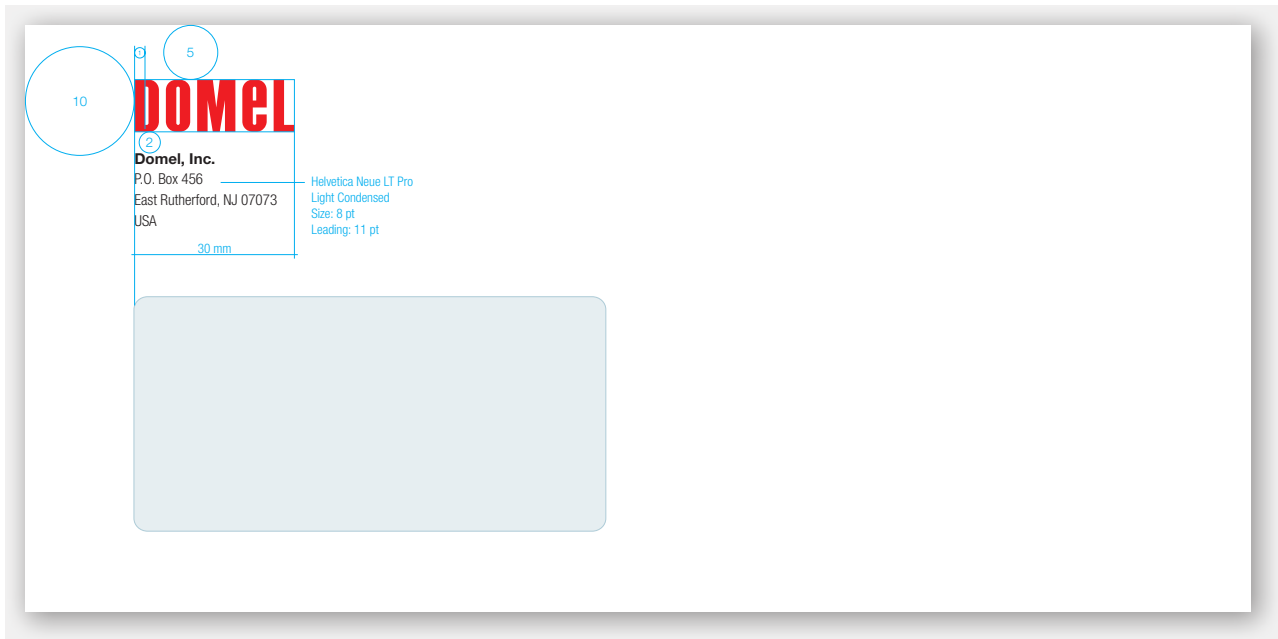 1
5
10
DOMeL
2
Domel, Inc.
P.O. Box 456
East Rutherford, NJ 07073
USA
Helvetica Neue LT Pro
Light Condensed
Size: 8 pt
Leading: 11 pt
30 mm